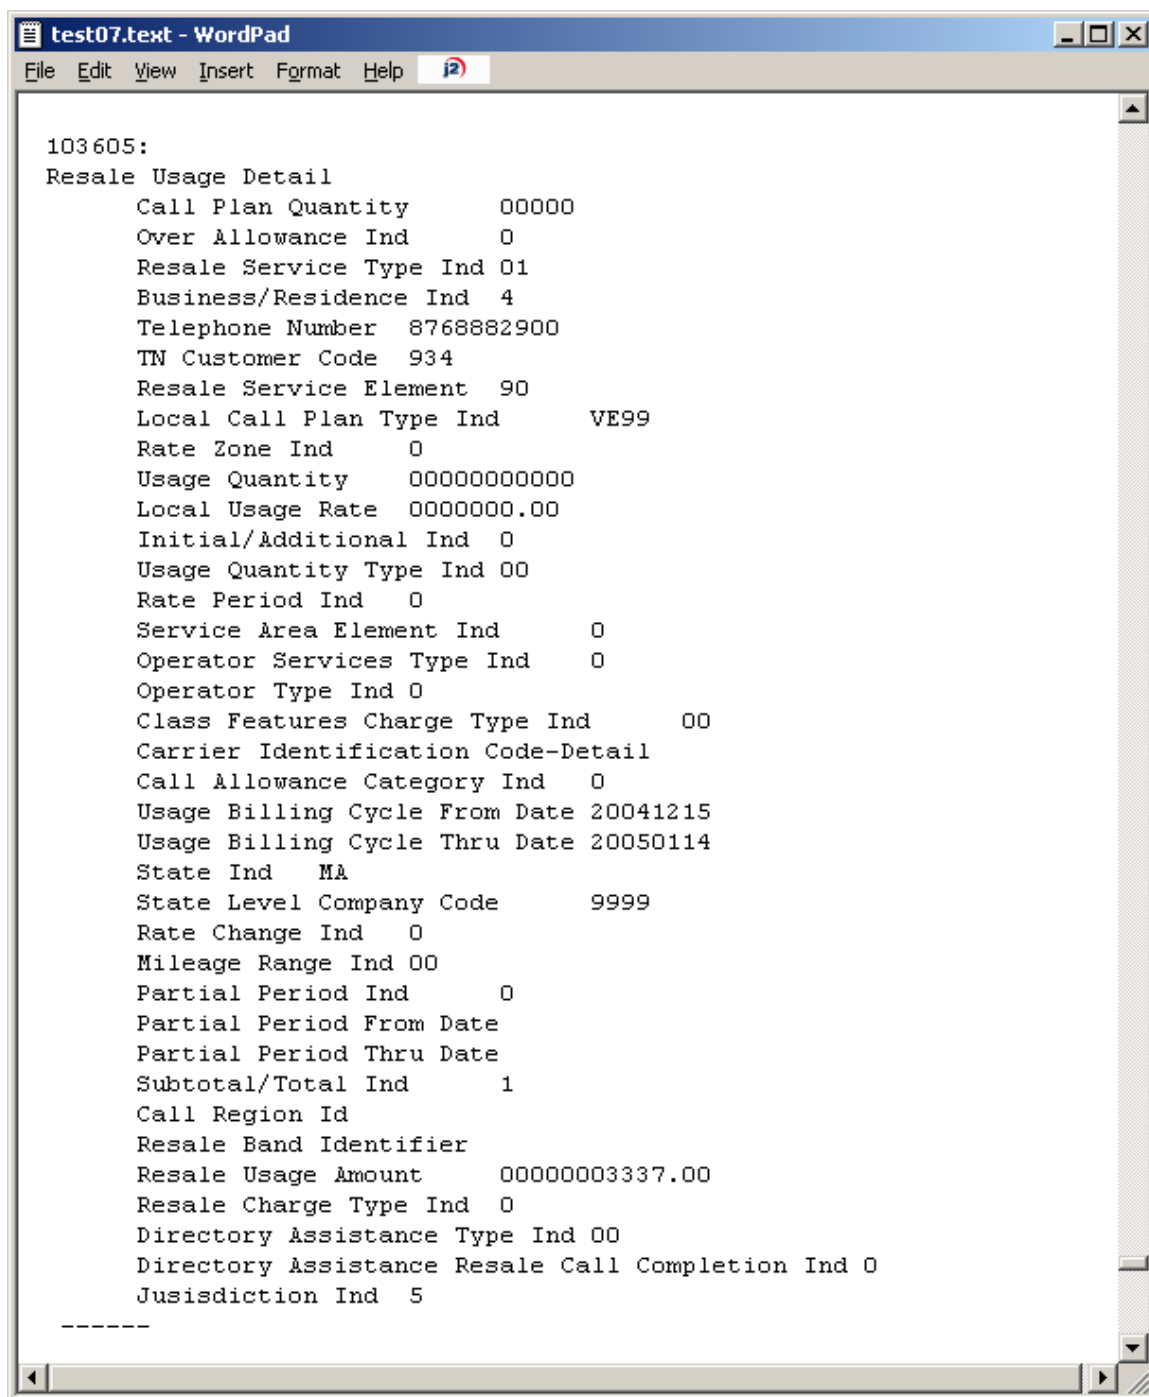 test07.text - WordPad
File Edit View Insert Format Help j2
103605:
Resale Usage Detail
Call Plan Quantity 00000
Over Allowance Ind 0
Resale Service Type Ind 01
Business/Residence Ind 4
Telephone Number 8768882900
TN Customer Code 934
Resale Service Element 90
Local Call Plan Type Ind VE99
Rate Zone Ind 0
Usage Quantity 00000000000
Local Usage Rate 0000000.00
Initial/Additional Ind 0
Usage Quantity Type Ind 00
Rate Period Ind 0
Service Area Element Ind 0
Operator Services Type Ind 0
Operator Type Ind 0
Class Features Charge Type Ind 00
Carrier Identification Code-Detail
Call Allowance Category Ind 0
Usage Billing Cycle From Date 20041215
Usage Billing Cycle Thru Date 20050114
State Ind MA
State Level Company Code 9999
Rate Change Ind 0
Mileage Range Ind 00
Partial Period Ind 0
Partial Period From Date
Partial Period Thru Date
Subtotal/Total Ind 1
Call Region Id
Resale Band Identifier
Resale Usage Amount 00000003337.00
Resale Charge Type Ind 0
Directory Assistance Type Ind 00
Directory Assistance Resale Call Completion Ind 0
Jusisdiction Ind 5
------